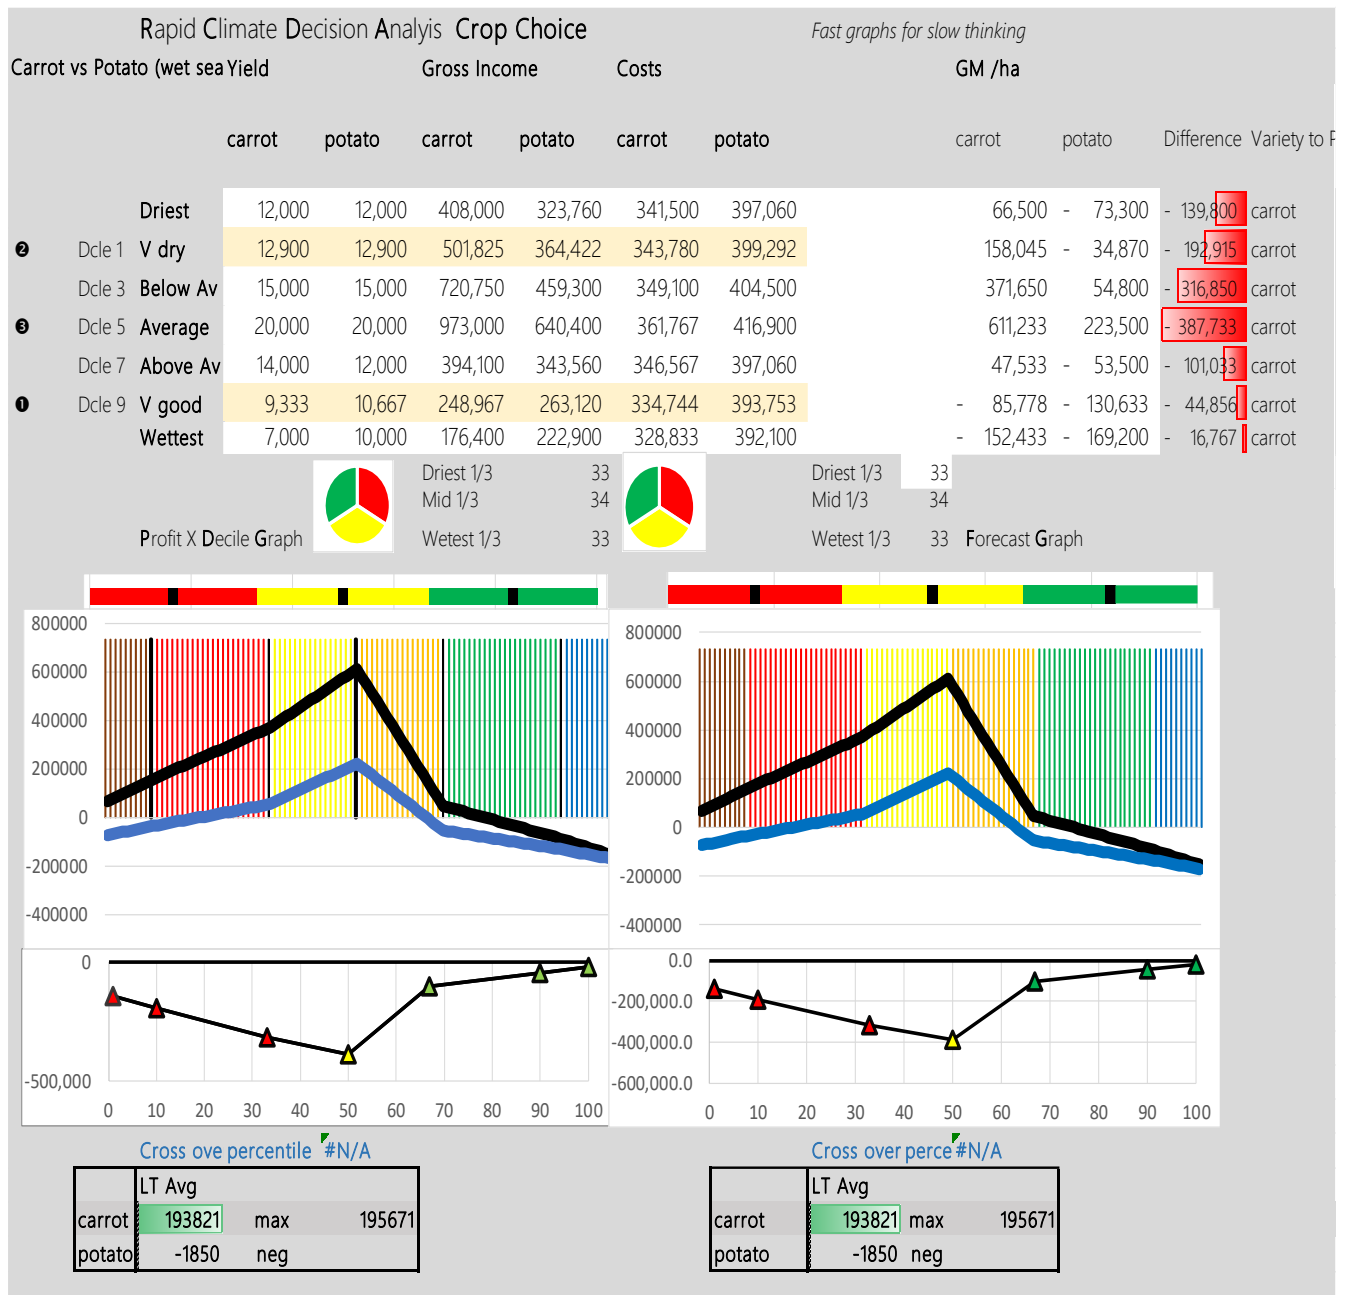 Rapid Climate Decision Analyis Crop Choice Fast graphs for slow thinking
Carrot vs Potato (wet sea Yield Gross Income Costs GM /ha
carrot potato carrot potato carrot potato carrot potato Difference Variety to P
Driest 12,000 12,000 408,000 323,760 341,500 397,060 66,500 - 73,300 - 139,800 carrot
❷ Dcle 1 V dry 12,900 12,900 501,825 364,422 343,780 399,292 158,045 - 34,870 - 192,915 carrot
Dcle 3 Below Av 15,000 15,000 720,750 459,300 349,100 404,500 371,650 54,800 - 316,850 carrot
❸ Dcle 5 Average 20,000 20,000 973,000 640,400 361,767 416,900 611,233 223,500 - 387,733 carrot
Dcle 7 Above Av 14,000 12,000 394,100 343,560 346,567 397,060 47,533 - 53,500 - 101,033 carrot
❶ Dcle 9 V good 9,333 10,667 248,967 263,120 334,744 393,753 - 85,778 - 130,633 - 44,856 carrot
Wettest 7,000 10,000 176,400 222,900 328,833 392,100 - 152,433 - 169,200 - 16,767 carrot
Driest 1/3 33 Driest 1/3 33
Mid 1/3 34 Mid 1/3 34
Profit X Decile Graph Wetest 1/3 33 Wetest 1/3 33 Forecast Graph
800000
600000
400000
200000
0
-200000
-400000
800000
600000
400000
200000
0
-200000
-400000
0
-500,000
0 10 20 30 40 50 60 70 80 90 100
0.0
-200,000.0
-400,000.0
-600,000.0
0 10 20 30 40 50 60 70 80 90 100
Cross ove percentile #N/A Cross over perce #N/A
LT Avg
carrot 193821 max 195671
potato -1850 neg
LT Avg
carrot 193821 max 195671
potato -1850 neg